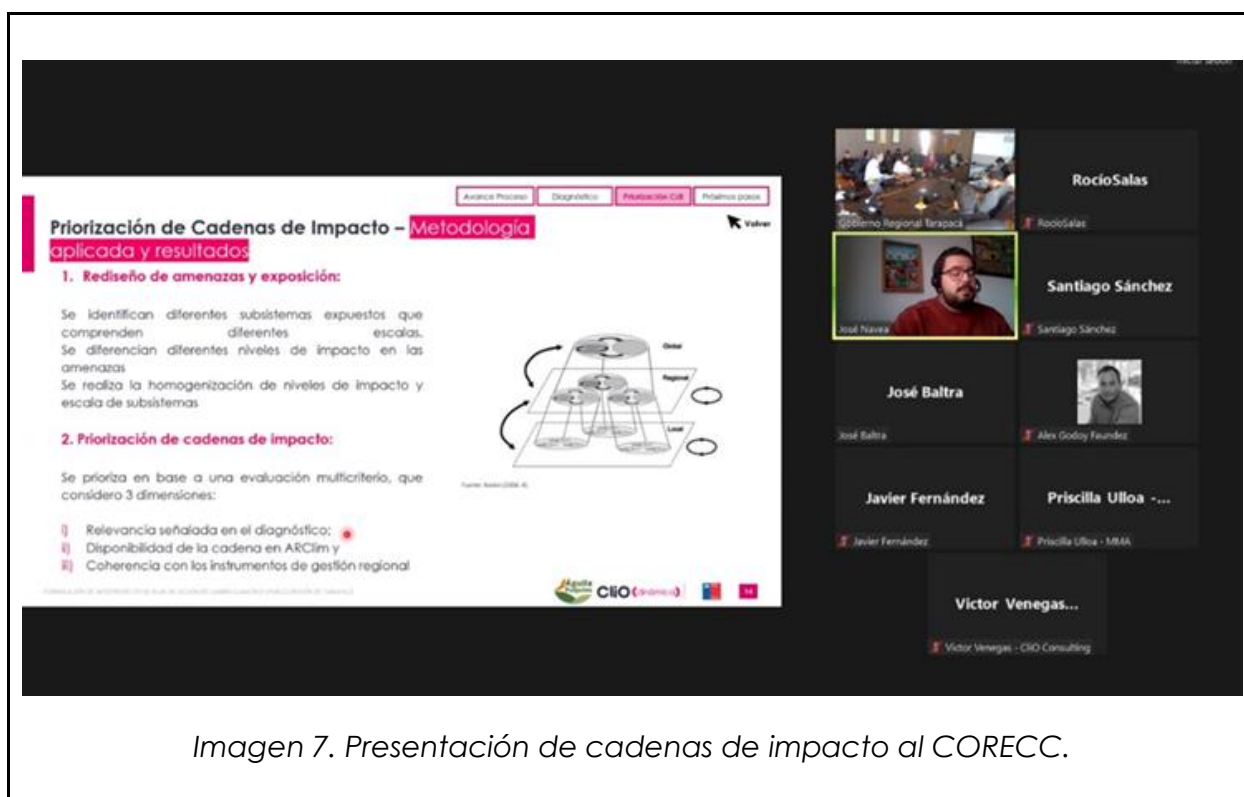 Iniciar sesión
Avance Proceso
Diagnóstico
Priorización CdI
Próximos pasos
Volver
Priorización de Cadenas de Impacto – Metodología
aplicada y resultados
1. Rediseño de amenazas y exposición:
Se identifican diferentes subsistemas expuestos que
comprenden diferentes escalas.
Se diferencian diferentes niveles de impacto en las
amenazas
Se realiza la homogenización de niveles de impacto y
escala de subsistemas
2. Priorización de cadenas de impacto:
Se prioriza en base a una evaluación multicriterio, que
considero 3 dimensiones:
i) Relevancia señalada en el diagnóstico;
ii) Disponibilidad de la cadena en ARClim y
iii) Coherencia con los instrumentos de gestión regional
Global
Regional
Local
CliO (dinámica)
14
Gobierno Regional Tarapacá
RocíoSalas
RocíoSalas
José Navea
Santiago Sánchez
Santiago Sánchez
José Baltra
José Baltra
Alex Godoy Faundez
Javier Fernández
Javier Fernández
Priscilla Ulloa -...
Priscilla Ulloa - MMA
Victor Venegas...
Victor Venegas - CliO Consulting
Imagen 7. Presentación de cadenas de impacto al CORECC.